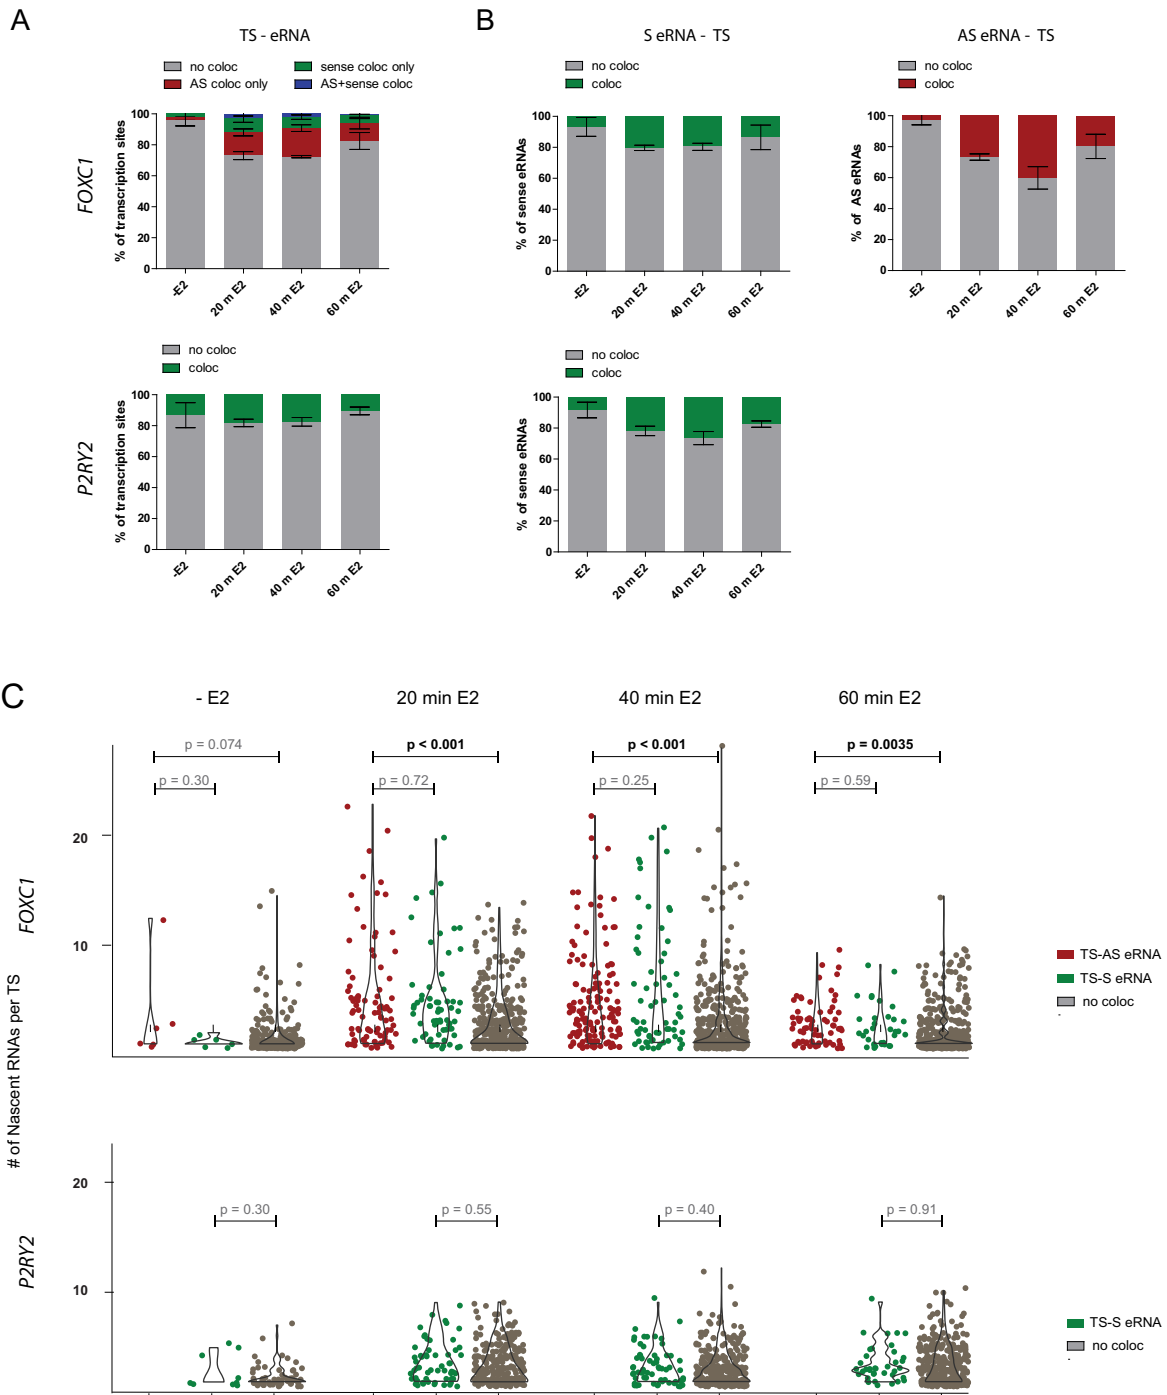 A
B
TS - eRNA
S eRNA - TS
AS eRNA - TS
no coloc
sense coloc only
AS coloc only
AS+sense coloc
no coloc
coloc
no coloc
coloc
FOXC1
% of transcription sites
100
80
60
40
20
0
-E2
20 m E2
40 m E2
60 m E2
% of sense eRNAs
100
80
60
40
20
0
-E2
20 m E2
40 m E2
60 m E2
% of AS eRNAs
100
80
60
40
20
0
-E2
20 m E2
40 m E2
60 m E2
P2RY2
no coloc
coloc
% of transcription sites
100
80
60
40
20
0
-E2
20 m E2
40 m E2
60 m E2
no coloc
coloc
% of sense eRNAs
100
80
60
40
20
0
-E2
20 m E2
40 m E2
60 m E2
C
- E2
20 min E2
40 min E2
60 min E2
p = 0.074
p < 0.001
p < 0.001
p = 0.0035
p = 0.30
p = 0.72
p = 0.25
p = 0.59
FOXC1
20
10
TS-AS eRNA
TS-S eRNA
no coloc
# of Nascent RNAs per TS
P2RY2
20
10
p = 0.30
p = 0.55
p = 0.40
p = 0.91
TS-S eRNA
no coloc